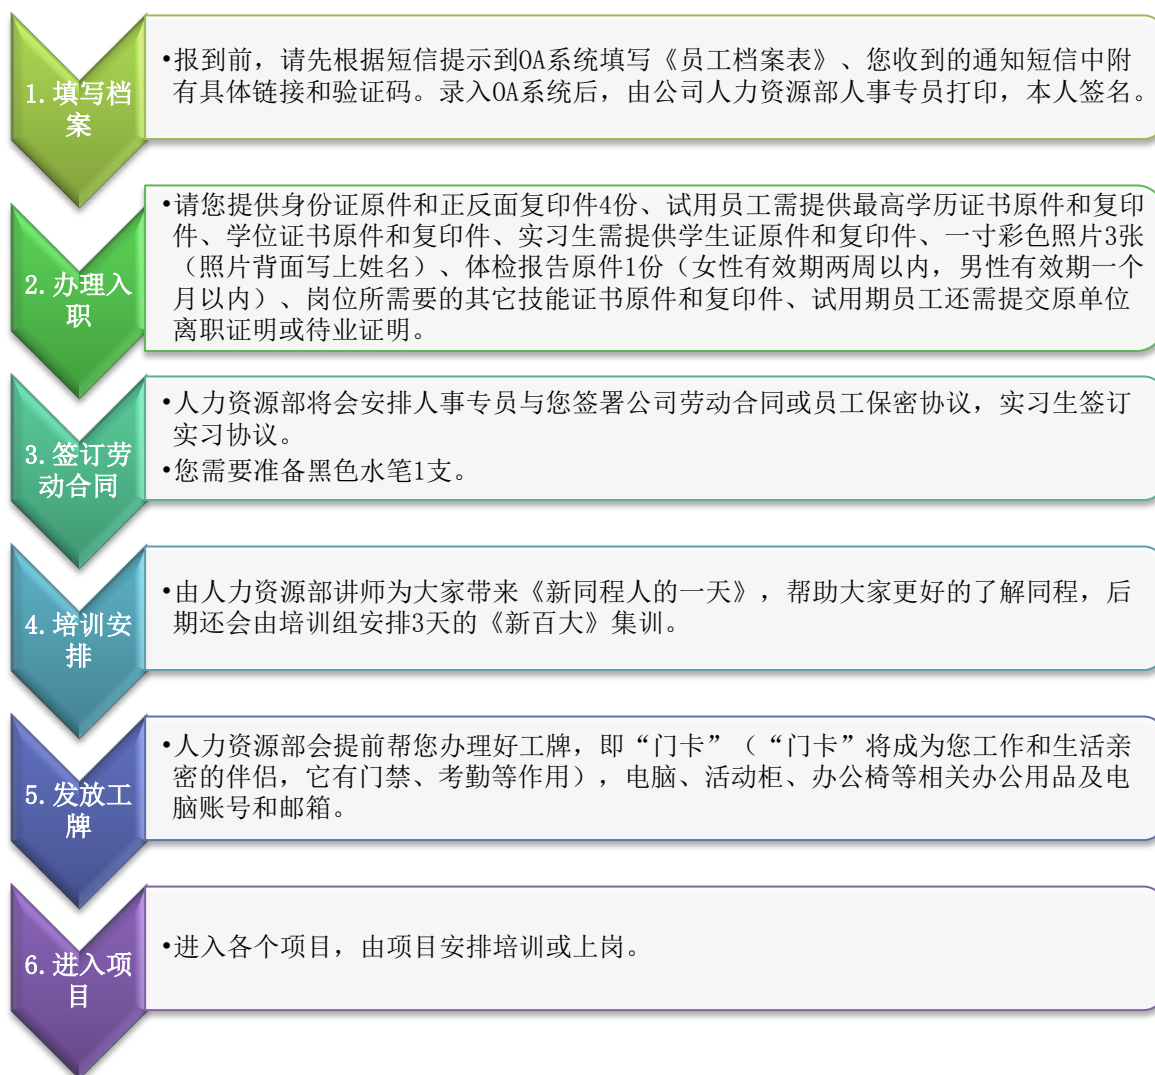 1.填写档
案
•报到前，请先根据短信提示到OA系统填写《员工档案表》、您收到的通知短信中附
有具体链接和验证码。录入OA系统后，由公司人力资源部人事专员打印，本人签名。
2.办理入
职
•请您提供身份证原件和正反面复印件4份、试用员工需提供最高学历证书原件和复印
件、学位证书原件和复印件、实习生需提供学生证原件和复印件、一寸彩色照片3张
（照片背面写上姓名）、体检报告原件1份（女性有效期两周以内，男性有效期一个
月以内）、岗位所需要的其它技能证书原件和复印件、试用期员工还需提交原单位
离职证明或待业证明。
3.签订劳
动合同
•人力资源部将会安排人事专员与您签署公司劳动合同或员工保密协议，实习生签订
实习协议。
•您需要准备黑色水笔1支。
4.培训安
排
•由人力资源部讲师为大家带来《新同程人的一天》，帮助大家更好的了解同程，后
期还会由培训组安排3天的《新百大》集训。
5.发放工
牌
•人力资源部会提前帮您办理好工牌，即“门卡”（“门卡”将成为您工作和生活亲
密的伴侣，它有门禁、考勤等作用），电脑、活动柜、办公椅等相关办公用品及电
脑账号和邮箱。
6.进入项
目
•进入各个项目，由项目安排培训或上岗。